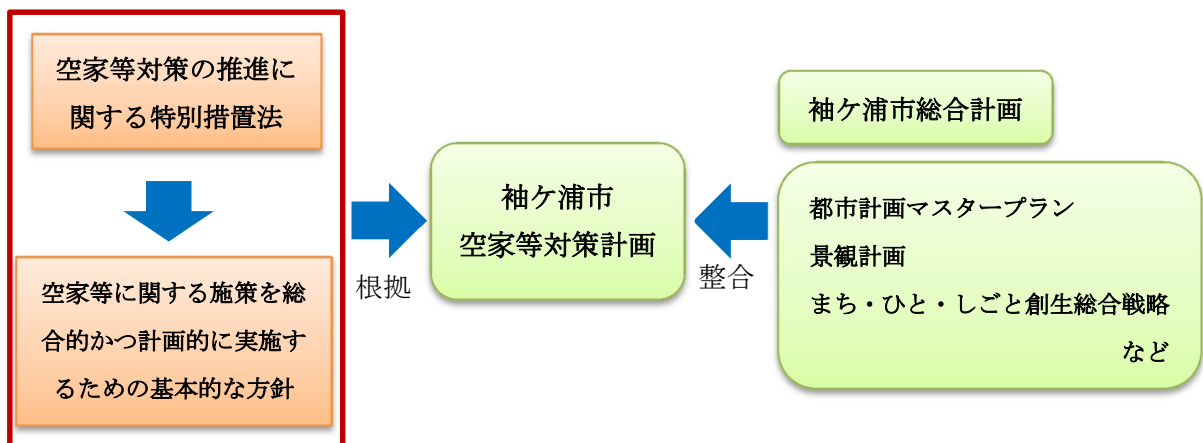 空家等対策の推進に
関する特別措置法
空家等に関する施策を総
合的かつ計画的に実施す
るための基本的な方針
根拠
袖ケ浦市
空家等対策計画
整合
袖ケ浦市総合計画
都市計画マスタープラン
景観計画
まち・ひと・しごと創生総合戦略
など